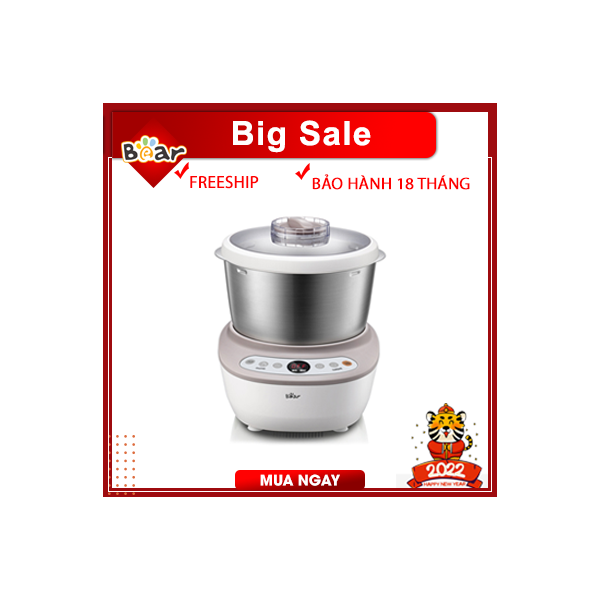 Big Sale
Bear
FREESHIP
BẢO HÀNH 18 THÁNG
Bear
2022
HAPPY NEW YEAR
MUA NGAY